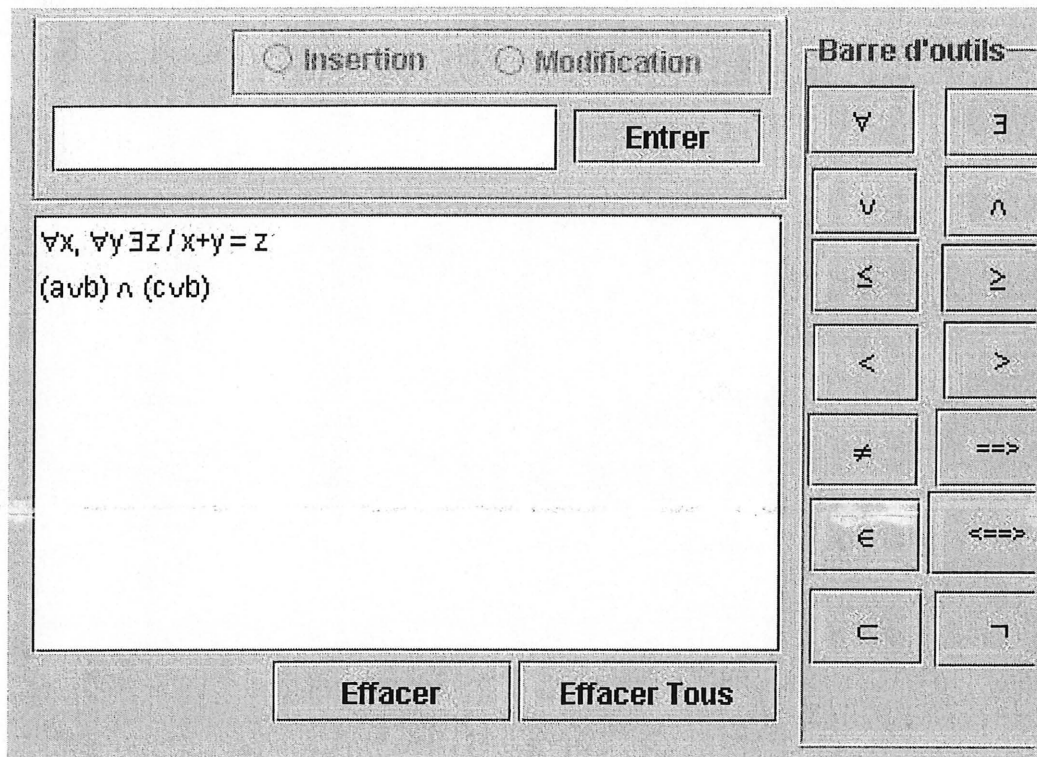 Insertion Modification
Entrer
∀x, ∀y ∃z / x+y = z
(a∪b) ∩ (c∪b)
Effacer Effacer Tous
Barre d'outils
∀ ∃
∪ ∩
≤ ≥
< >
≠ ==>
∈ <==>
⊂ ¬